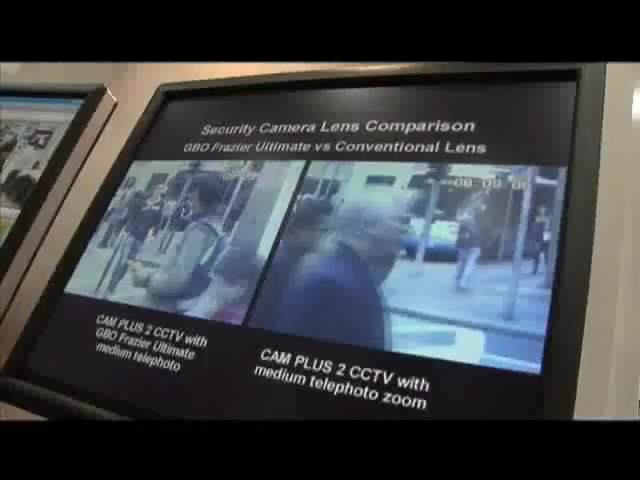 Security Camera Lens Comparison
GBO Frazier Ultimate vs Conventional Lens
CAM PLUS 2 CCTV with
GBO Frazier Ultimate
medium telephoto
CAM PLUS 2 CCTV with
medium telephoto zoom